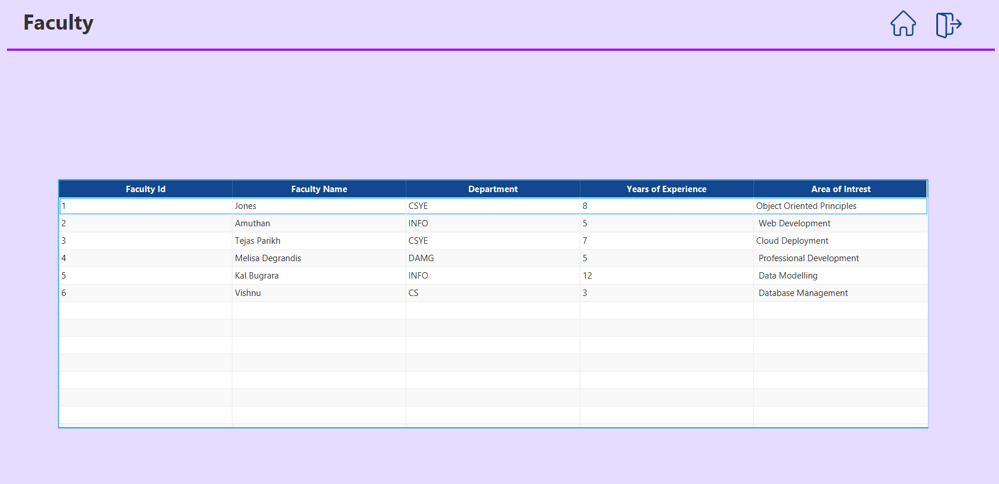 Faculty
Faculty Id Faculty Name Department Years of Experience Area of Intrest
1 Jones CSYE 8 Object Oriented Principles
2 Amuthan INFO 5 Web Development
3 Tejas Parikh CSYE 7 Cloud Deployment
4 Melisa Degrandis DAMG 5 Professional Development
5 Kal Bugrara INFO 12 Data Modelling
6 Vishnu CS 3 Database Management